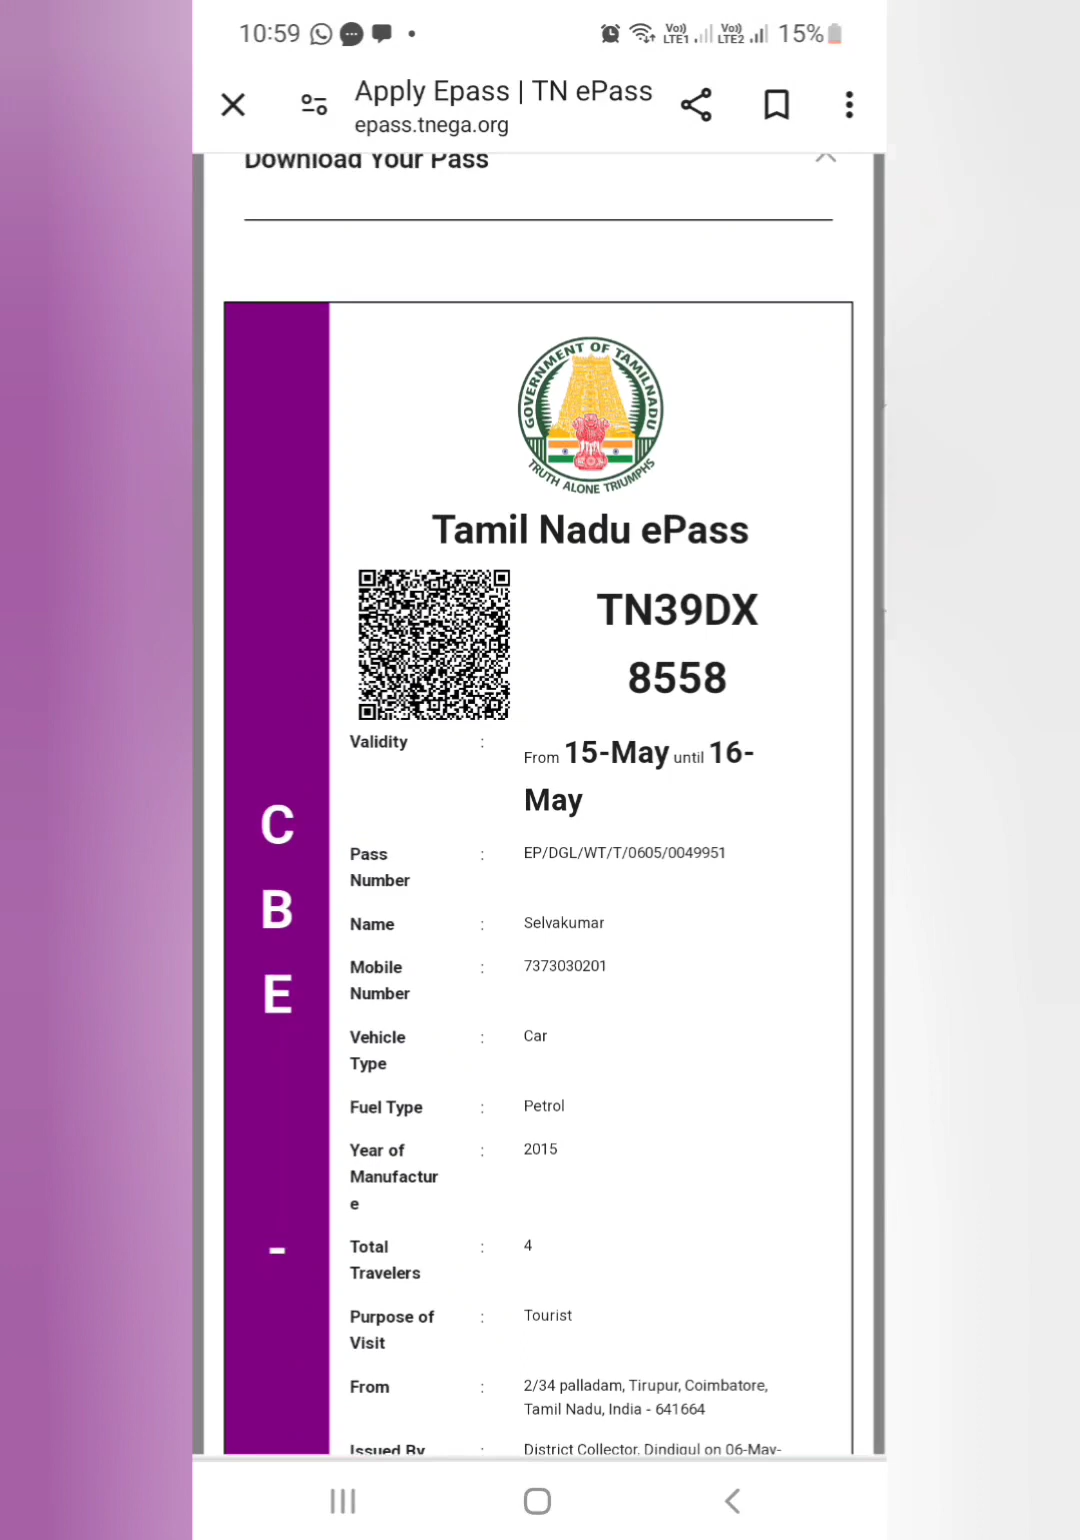 10:59 Vo)) LTE1 Vo)) LTE2 15%
Apply Epass | TN ePass
epass.tnega.org
Download Your Pass
GOVERNMENT OF TAMILNADU
TRUTH ALONE TRIUMPHS
Tamil Nadu ePass
TN39DX
8558
Validity : From 15-May until 16-
May
Pass : EP/DGL/WT/T/0605/0049951
Number
Name : Selvakumar
Mobile : 7373030201
Number
Vehicle : Car
Type
Fuel Type : Petrol
Year of : 2015
Manufactur
e
Total : 4
Travelers
Purpose of : Tourist
Visit
From : 2/34 palladam, Tirupur, Coimbatore,
Tamil Nadu, India - 641664
Issued By : District Collector, Dindigul on 06-May-
C
B
E
-